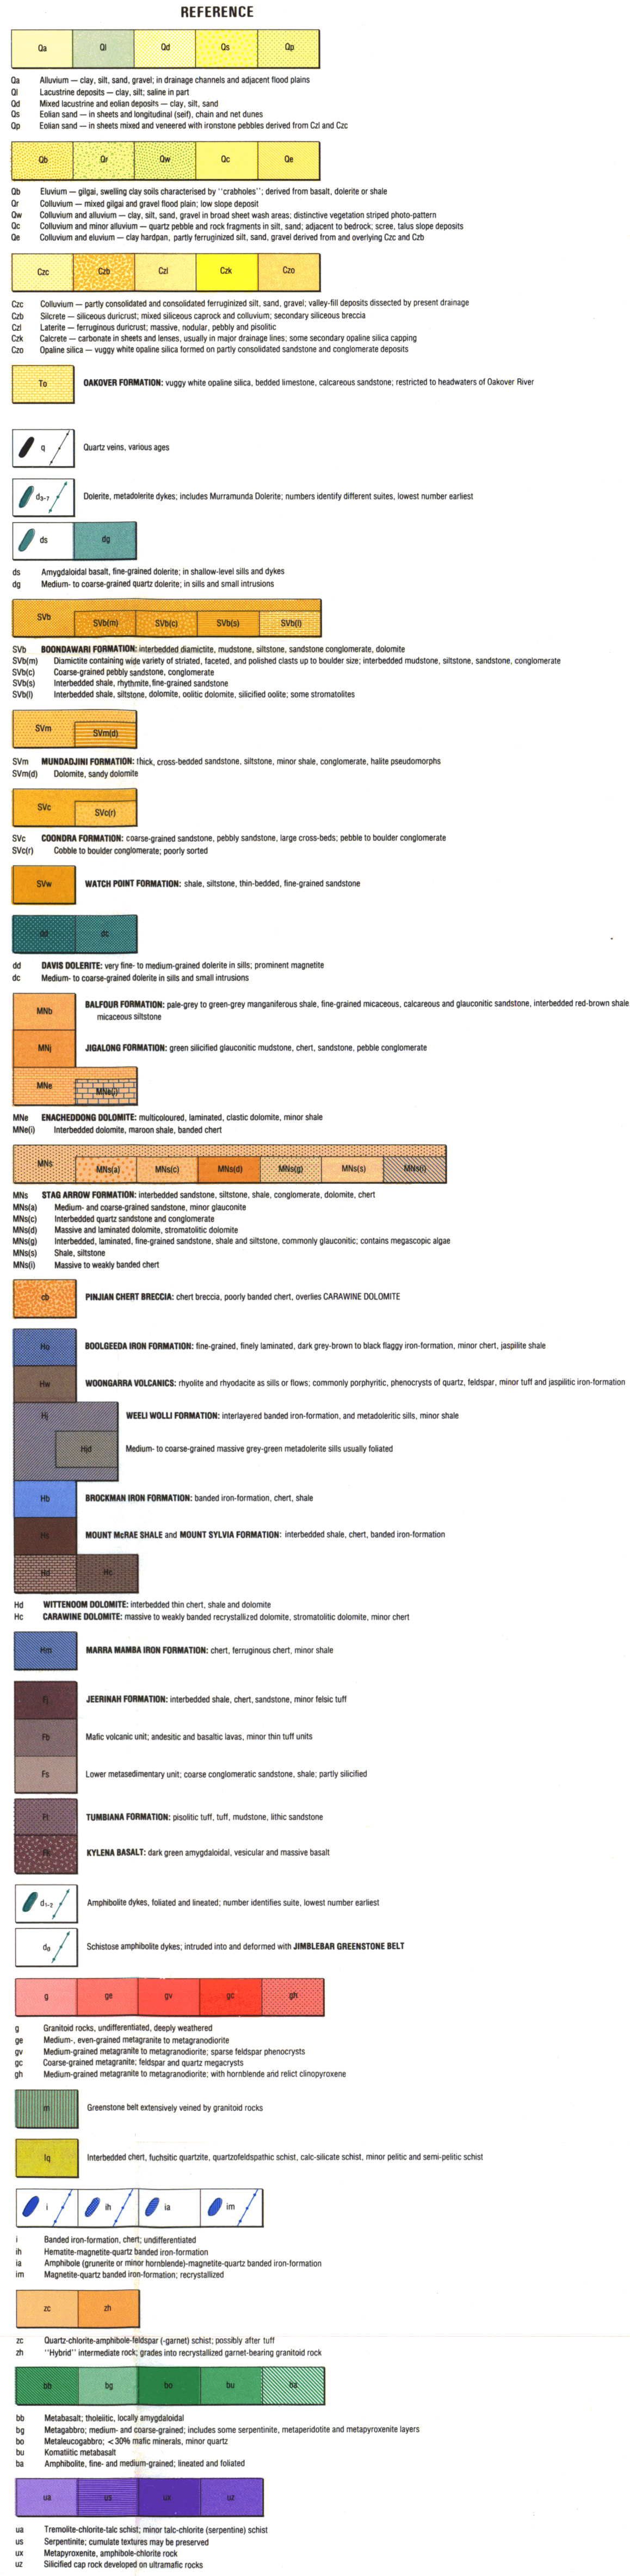 REFERENCE
Qa Ql Qd Qs Qp
Qa Alluvium — clay, silt, sand, gravel; in drainage channels and adjacent flood plains
Ql Lacustrine deposits — clay, silt; saline in part
Qd Mixed lacustrine and eolian deposits — clay, silt, sand
Qs Eolian sand — in sheets and longitudinal (seif), chain and net dunes
Qp Eolian sand — in sheets mixed and veneered with ironstone pebbles derived from Czl and Czc
Qb Qr Qw Qc Qe
Qb Eluvium — gilgai, swelling clay soils characterised by "crabholes"; derived from basalt, dolerite or shale
Qr Colluvium — mixed gilgai and gravel flood plain; low slope deposit
Qw Colluvium and alluvium — clay, silt, sand, gravel in broad sheet wash areas; distinctive vegetation striped photo-pattern
Qc Colluvium and minor alluvium — quartz pebble and rock fragments in silt, sand; adjacent to bedrock; scree, talus slope deposits
Qe Colluvium and eluvium — clay hardpan, partly ferruginized silt, sand, gravel derived from and overlying Czc and Czb
Czc Czb Czl Czk Czo
Czc Colluvium — partly consolidated and consolidated ferruginized silt, sand, gravel; valley-fill deposits dissected by present drainage
Czb Silcrete — siliceous duricrust; mixed siliceous caprock and colluvium; secondary siliceous breccia
Czl Laterite — ferruginous duricrust; massive, nodular, pebbly and pisolitic
Czk Calcrete — carbonate in sheets and lenses, usually in major drainage lines; some secondary opaline silica capping
Czo Opaline silica — vuggy white opaline silica formed on partly consolidated sandstone and conglomerate deposits
To OAKOVER FORMATION: vuggy white opaline silica, bedded limestone, calcareous sandstone; restricted to headwaters of Oakover River
q Quartz veins, various ages
d3-7 Dolerite, metadolerite dykes; includes Murramunda Dolerite; numbers identify different suites, lowest number earliest
ds dg
ds Amygdaloidal basalt, fine-grained dolerite; in shallow-level sills and dykes
dg Medium- to coarse-grained quartz dolerite; in sills and small intrusions
SVb SVb(m) SVb(c) SVb(s) SVb(l)
SVb BOONDAWARI FORMATION: interbedded diamictite, mudstone, siltstone, sandstone conglomerate, dolomite
SVb(m) Diamictite containing wide variety of striated, faceted, and polished clasts up to boulder size; interbedded mudstone, siltstone, sandstone, conglomerate
SVb(c) Coarse-grained pebbly sandstone, conglomerate
SVb(s) Interbedded shale, rhythmite, fine-grained sandstone
SVb(l) Interbedded shale, siltstone, dolomite, oolitic dolomite, silicified oolite; some stromatolites
SVm SVm(d)
SVm MUNDADJINI FORMATION: thick, cross-bedded sandstone, siltstone, minor shale, conglomerate, halite pseudomorphs
SVm(d) Dolomite, sandy dolomite
SVc SVc(r)
SVc COONDRA FORMATION: coarse-grained sandstone, pebbly sandstone, large cross-beds; pebble to boulder conglomerate
SVc(r) Cobble to boulder conglomerate; poorly sorted
SVw WATCH POINT FORMATION: shale, siltstone, thin-bedded, fine-grained sandstone
dd dc
dd DAVIS DOLERITE: very fine- to medium-grained dolerite in sills; prominent magnetite
dc Medium- to coarse-grained dolerite in sills and small intrusions
MNb BALFOUR FORMATION: pale-grey to green-grey manganiferous shale, fine-grained micaceous, calcareous and glauconitic sandstone, interbedded red-brown shale
micaceous siltstone
MNj JIGALONG FORMATION: green silicified glauconitic mudstone, chert, sandstone, pebble conglomerate
MNe MNe(i)
MNe ENACHEDDONG DOLOMITE: multicoloured, laminated, clastic dolomite, minor shale
MNe(i) Interbedded dolomite, maroon shale, banded chert
MNs MNs(a) MNs(c) MNs(d) MNs(g) MNs(s) MNs(i)
MNs STAG ARROW FORMATION: interbedded sandstone, siltstone, shale, conglomerate, dolomite, chert
MNs(a) Medium- and coarse-grained sandstone, minor glauconite
MNs(c) Interbedded quartz sandstone and conglomerate
MNs(d) Massive and laminated dolomite, stromatolitic dolomite
MNs(g) Interbedded, laminated, fine-grained sandstone, shale and siltstone, commonly glauconitic; contains megascopic algae
MNs(s) Shale, siltstone
MNs(i) Massive to weakly banded chert
cb PINJIAN CHERT BRECCIA: chert breccia, poorly banded chert, overlies CARAWINE DOLOMITE
Ho BOOLGEEDA IRON FORMATION: fine-grained, finely laminated, dark grey-brown to black flaggy iron-formation, minor chert, jaspilite shale
Hw WOONGARRA VOLCANICS: rhyolite and rhyodacite as sills or flows; commonly porphyritic, phenocrysts of quartz, feldspar, minor tuff and jaspilitic iron-formation
Hj WEELI WOLLI FORMATION: interlayered banded iron-formation, and metadoleritic sills, minor shale
Hjd Medium- to coarse-grained massive grey-green metadolerite sills usually foliated
Hb BROCKMAN IRON FORMATION: banded iron-formation, chert, shale
Hs MOUNT McRAE SHALE and MOUNT SYLVIA FORMATION: interbedded shale, chert, banded iron-formation
Hd Hc
Hd WITTENOOM DOLOMITE: interbedded thin chert, shale and dolomite
Hc CARAWINE DOLOMITE: massive to weakly banded recrystallized dolomite, stromatolitic dolomite, minor chert
Hm MARRA MAMBA IRON FORMATION: chert, ferruginous chert, minor shale
Fj JEERINAH FORMATION: interbedded shale, chert, sandstone, minor felsic tuff
Fb Mafic volcanic unit; andesitic and basaltic lavas, minor thin tuff units
Fs Lower metasedimentary unit; coarse conglomeratic sandstone, shale; partly silicified
Ft TUMBIANA FORMATION: pisolitic tuff, tuff, mudstone, lithic sandstone
Fk KYLENA BASALT: dark green amygdaloidal, vesicular and massive basalt
d1-2 Amphibolite dykes, foliated and lineated; number identifies suite, lowest number earliest
d0 Schistose amphibolite dykes; intruded into and deformed with JIMBLEBAR GREENSTONE BELT
g ge gv gc gh
g Granitoid rocks, undifferentiated, deeply weathered
ge Medium-, even-grained metagranite to metagranodiorite
gv Medium-grained metagranite to metagranodiorite; sparse feldspar phenocrysts
gc Coarse-grained metagranite; feldspar and quartz megacrysts
gh Medium-grained metagranite to metagranodiorite; with hornblende and relict clinopyroxene
m Greenstone belt extensively veined by granitoid rocks
lq Interbedded chert, fuchsitic quartzite, quartzofeldspathic schist, calc-silicate schist, minor pelitic and semi-pelitic schist
i ih ia im
i Banded iron-formation, chert; undifferentiated
ih Hematite-magnetite-quartz banded iron-formation
ia Amphibole (grunerite or minor hornblende)-magnetite-quartz banded iron-formation
im Magnetite-quartz banded iron-formation; recrystallized
zc zh
zc Quartz-chlorite-amphibole-feldspar (-garnet) schist; possibly after tuff
zh "Hybrid" intermediate rock; grades into recrystallized garnet-bearing granitoid rock
bb bg bo bu ba
bb Metabasalt; tholeiitic, locally amygdaloidal
bg Metagabbro; medium- and coarse-grained; includes some serpentinite, metaperidotite and metapyroxenite layers
bo Metaleucogabbro; <30% mafic minerals, minor quartz
bu Komatiitic metabasalt
ba Amphibolite, fine- and medium-grained; lineated and foliated
ua us ux uz
ua Tremolite-chlorite-talc schist; minor talc-chlorite (serpentine) schist
us Serpentinite; cumulate textures may be preserved
ux Metapyroxenite, amphibole-chlorite rock
uz Silicified cap rock developed on ultramafic rocks